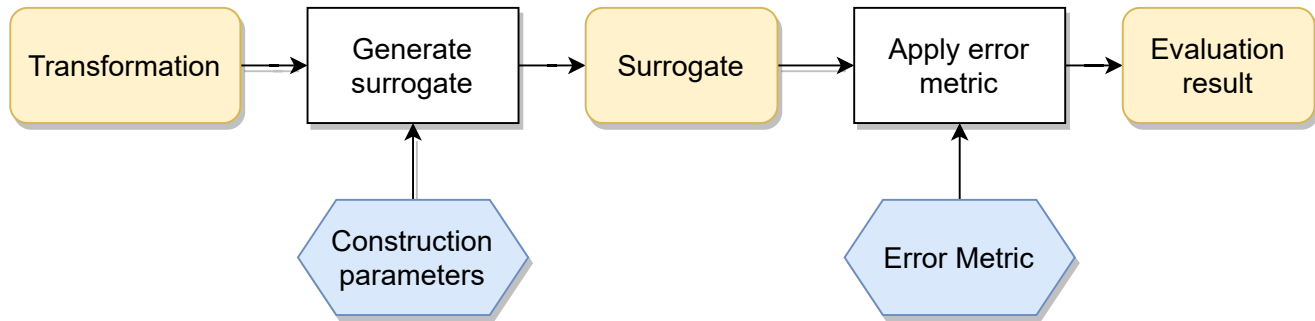 Transformation
Generate
surrogate
Surrogate
Apply error
metric
Evaluation
result
Construction
parameters
Error Metric